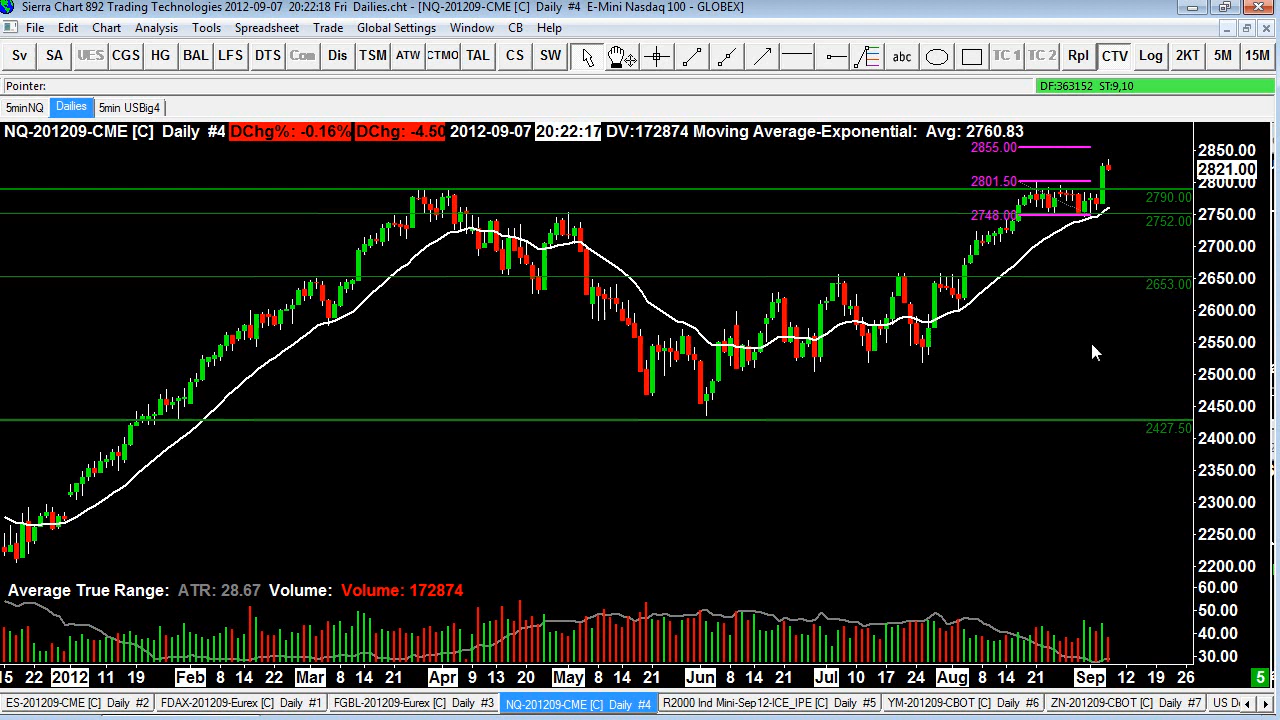 Sierra Chart 892 Trading Technologies 2012-09-07 20:22:18 Fri Dailies.cht - [NQ-201209-CME [C] Daily #4 E-Mini Nasdaq 100 - GLOBEX]
File Edit Chart Analysis Tools Spreadsheet Trade Global Settings Window CB Help
Sv SA UES CGS HG BAL LFS DTS Com Dis TSM ATW CTMO TAL CS SW abc TC 1 TC 2 Rpl CTV Log 2KT 5M 15M
Pointer: DF:363152 ST:9,10
5minNQ Dailies 5min USBig4
NQ-201209-CME [C] Daily #4 DChg%: -0.16% DChg: -4.50 2012-09-07 20:22:17 DV:172874 Moving Average-Exponential: Avg: 2760.83
2855.00
2850.00
2821.00
2801.50
2800.00
2790.00
2748.00
2750.00
2752.00
2700.00
2650.00
2653.00
2600.00
2550.00
2500.00
2450.00
2427.50
2400.00
2350.00
2300.00
2250.00
2200.00
Average True Range: ATR: 28.67 Volume: Volume: 172874
60.00
50.00
40.00
30.00
15 22 2012 11 19 Feb 8 14 22 Mar 8 14 21 Apr 9 13 20 May 8 14 21 Jun 8 14 21 Jul 10 17 24 Aug 8 14 21 Sep 12 19 26 5
ES-201209-CME [C] Daily #2 FDAX-201209-Eurex [C] Daily #1 FGBL-201209-Eurex [C] Daily #3 NQ-201209-CME [C] Daily #4 R2000 Ind Mini-Sep12-ICE_IPE [C] Daily #5 YM-201209-CBOT [C] Daily #6 ZN-201209-CBOT [C] Daily #7 US D